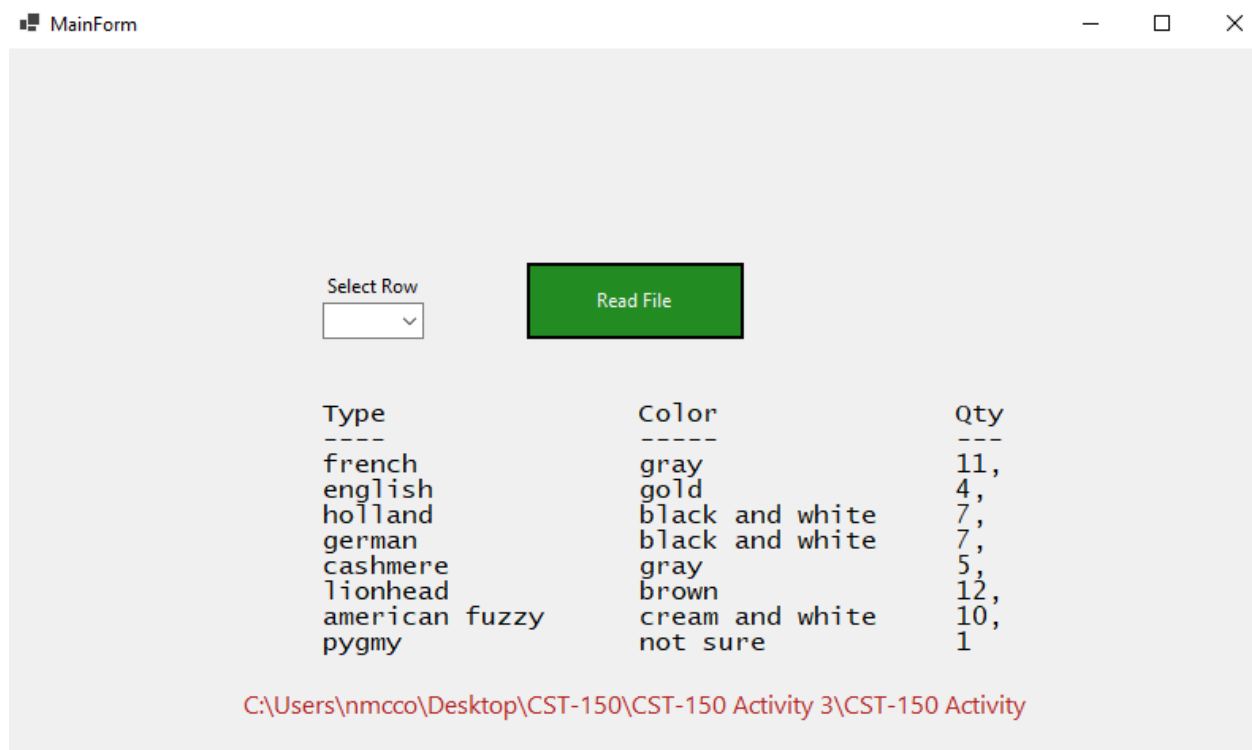 MainForm
Select Row
Read File
Type Color Qty
---- ----- ---
french gray 11,
english gold 4,
holland black and white 7,
german black and white 7,
cashmere gray 5,
lionhead brown 12,
american fuzzy cream and white 10,
pygmy not sure 1
C:\Users\nmcco\Desktop\CST-150\CST-150 Activity 3\CST-150 Activity